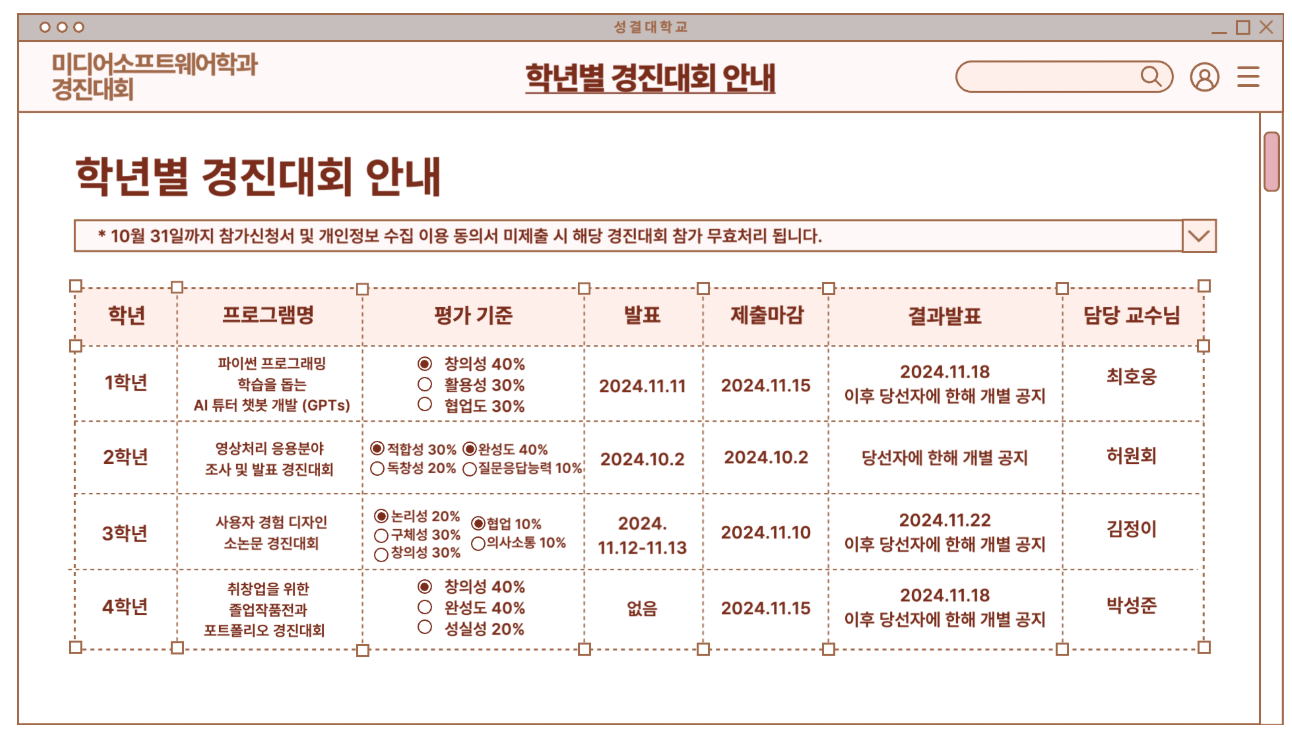 성결대학교
미디어소프트웨어학과
경진대회
학년별 경진대회 안내
학년별 경진대회 안내
* 10월 31일까지 참가신청서 및 개인정보 수집 이용 동의서 미제출 시 해당 경진대회 참가 무효처리 됩니다.
학년 프로그램명 평가 기준 발표 제출마감 결과발표 담당 교수님
1학년
파이썬 프로그래밍
학습을 돕는
AI 튜터 챗봇 개발 (GPTs)
창의성 40%
활용성 30%
협업도 30%
2024.11.11
2024.11.15
2024.11.18
이후 당선자에 한해 개별 공지
최호웅
2학년
영상처리 응용분야
조사 및 발표 경진대회
적합성 30% 완성도 40%
독창성 20% 질문응답능력 10%
2024.10.2
2024.10.2
당선자에 한해 개별 공지
허원회
3학년
사용자 경험 디자인
소논문 경진대회
논리성 20%
구체성 30%
창의성 30%
협업 10%
의사소통 10%
2024.
11.12-11.13
2024.11.10
2024.11.22
이후 당선자에 한해 개별 공지
김정이
4학년
취창업을 위한
졸업작품전과
포트폴리오 경진대회
창의성 40%
완성도 40%
성실성 20%
없음
2024.11.15
2024.11.18
이후 당선자에 한해 개별 공지
박성준